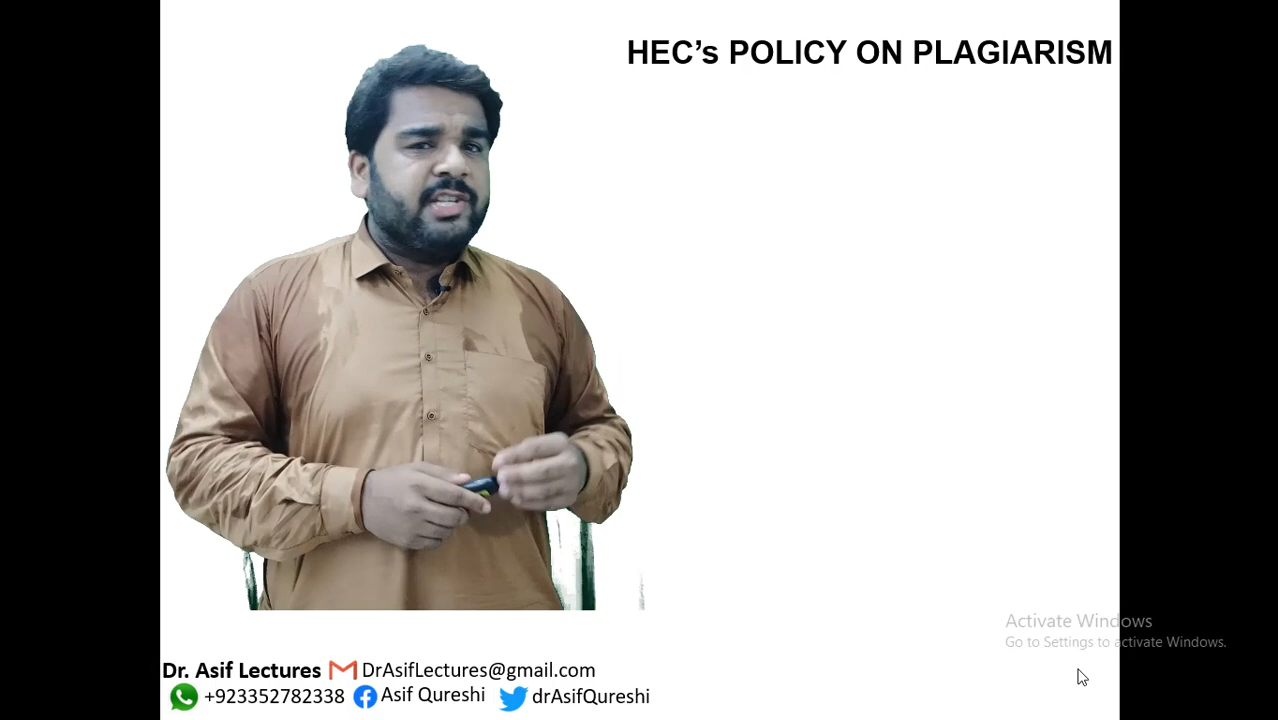 HEC’s POLICY ON PLAGIARISM
Activate Windows
Go to Settings to activate Windows.
Dr. Asif Lectures DrAsifLectures@gmail.com
+923352782338 Asif Qureshi drAsifQureshi